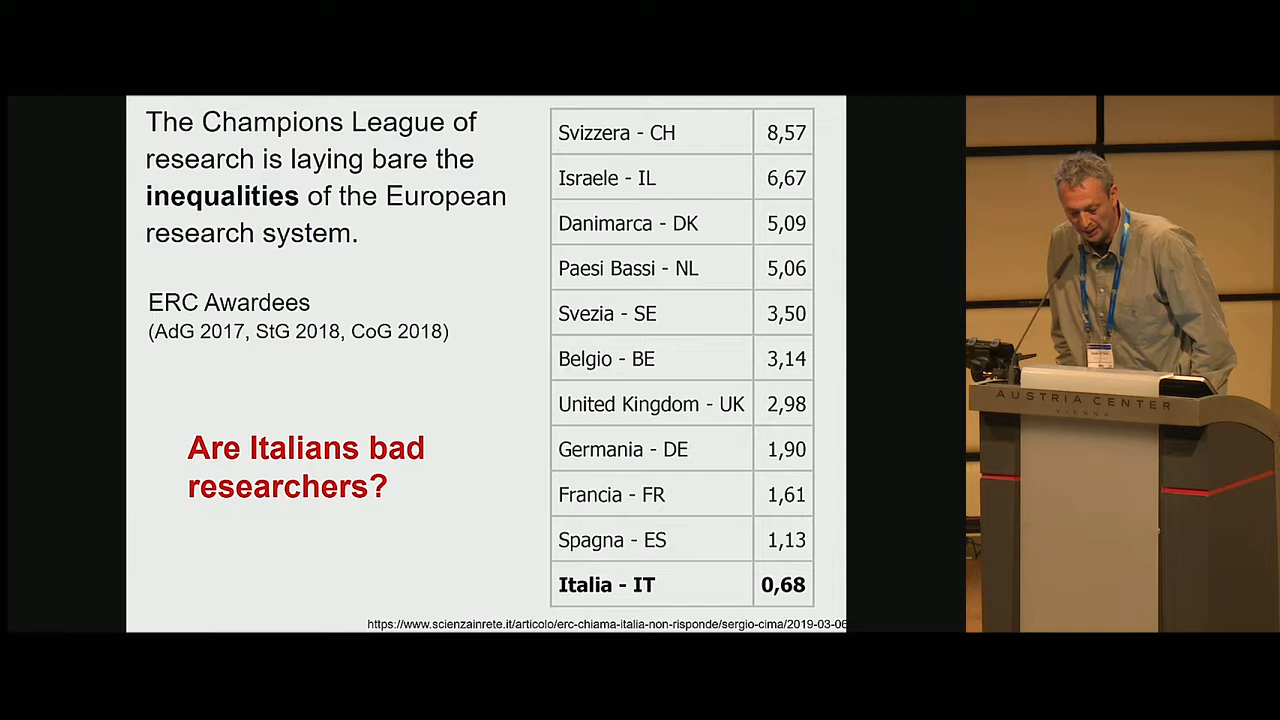 The Champions League of
research is laying bare the
inequalities of the European
research system.
ERC Awardees
(AdG 2017, StG 2018, CoG 2018)
Are Italians bad
researchers?
Svizzera - CH 8,57
Israele - IL 6,67
Danimarca - DK 5,09
Paesi Bassi - NL 5,06
Svezia - SE 3,50
Belgio - BE 3,14
United Kingdom - UK 2,98
Germania - DE 1,90
Francia - FR 1,61
Spagna - ES 1,13
Italia - IT 0,68
https://www.scienzainrete.it/articolo/erc-chiama-italia-non-risponde/sergio-cima/2019-03-06
AUSTRIA CENTER
VIENNA